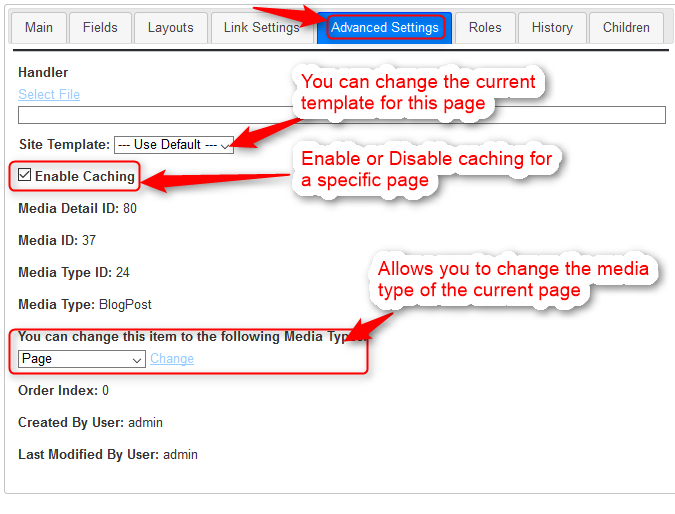 Main Fields Layouts Link Settings Advanced Settings Roles History Children
Handler
Select File
You can change the current
template for this page
Site Template: --- Use Default ---
Enable Caching
Enable or Disable caching for
a specific page
Media Detail ID: 80
Media ID: 37
Media Type ID: 24
Allows you to change the media
type of the current page
Media Type: BlogPost
You can change this item to the following Media Types:
Page Change
Order Index: 0
Created By User: admin
Last Modified By User: admin